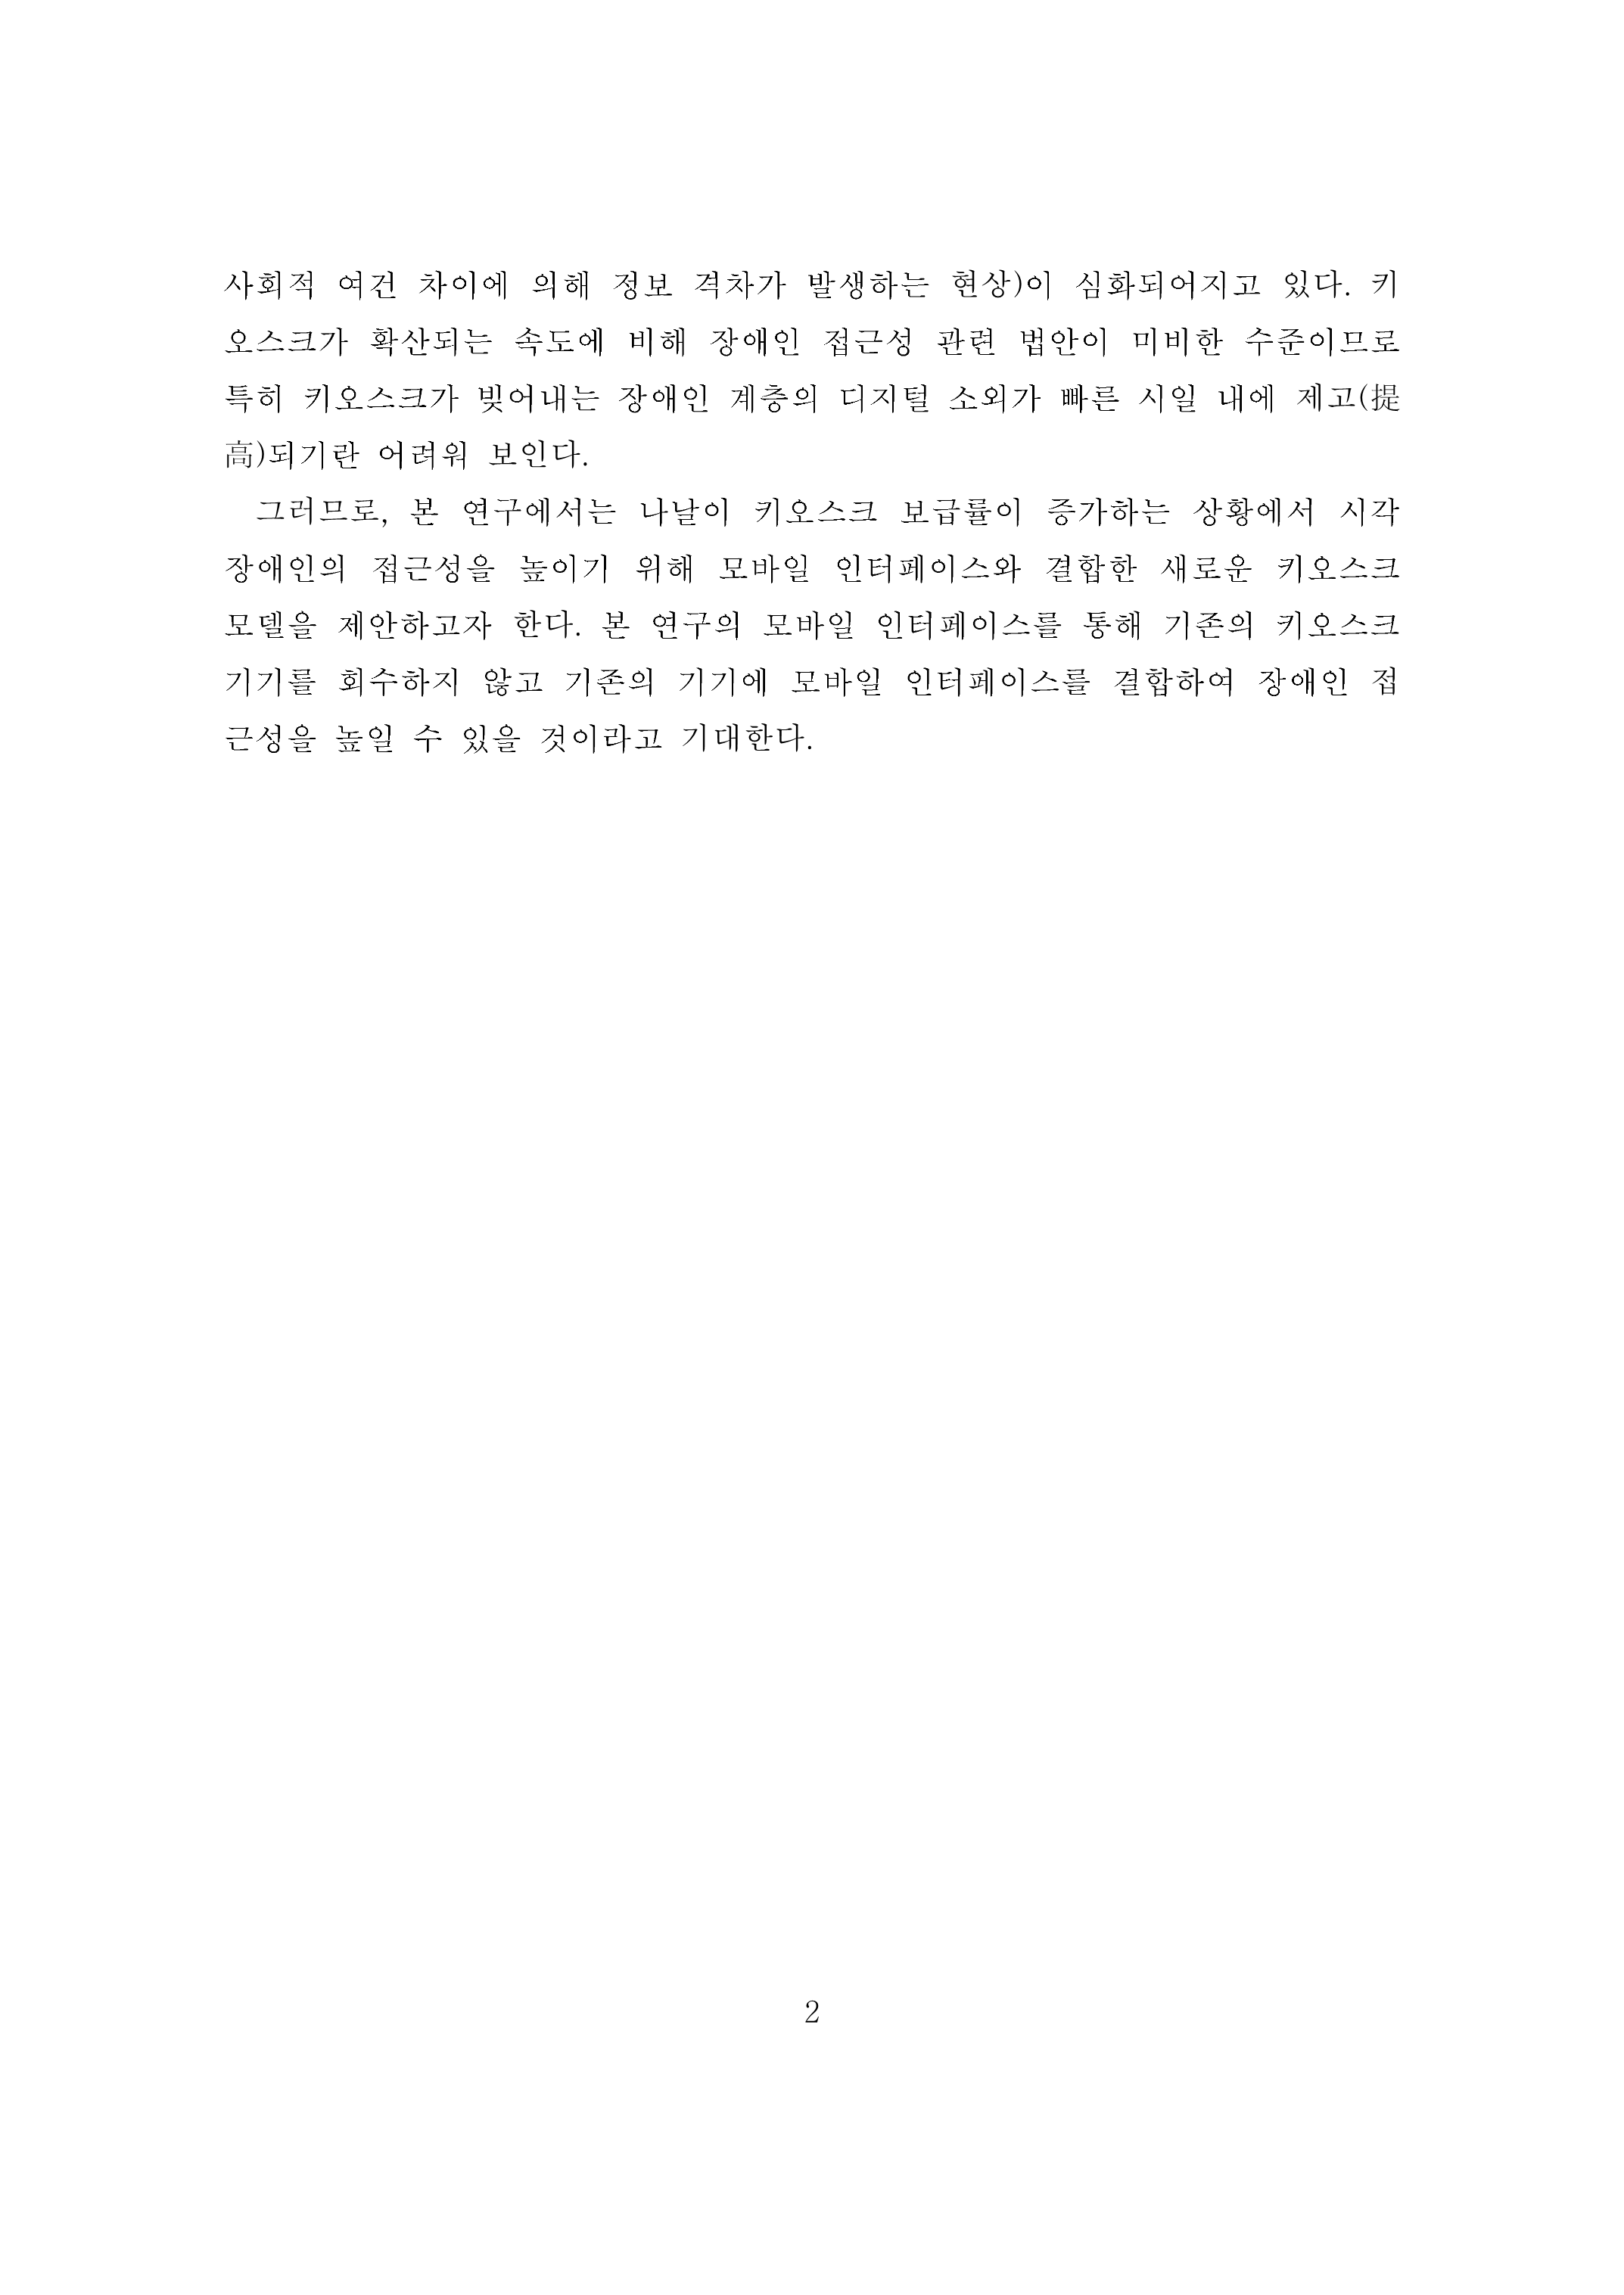 사회적 여건 차이에 의해 정보 격차가 발생하는 현상)이 심화되어지고 있다. 키
오스크가 확산되는 속도에 비해 장애인 접근성 관련 법안이 미비한 수준이므로
특히 키오스크가 빚어내는 장애인 계층의 디지털 소외가 빠른 시일 내에 제고(提
高)되기란 어려워 보인다.
그러므로, 본 연구에서는 나날이 키오스크 보급률이 증가하는 상황에서 시각
장애인의 접근성을 높이기 위해 모바일 인터페이스와 결합한 새로운 키오스크
모델을 제안하고자 한다. 본 연구의 모바일 인터페이스를 통해 기존의 키오스크
기기를 회수하지 않고 기존의 기기에 모바일 인터페이스를 결합하여 장애인 접
근성을 높일 수 있을 것이라고 기대한다.
2